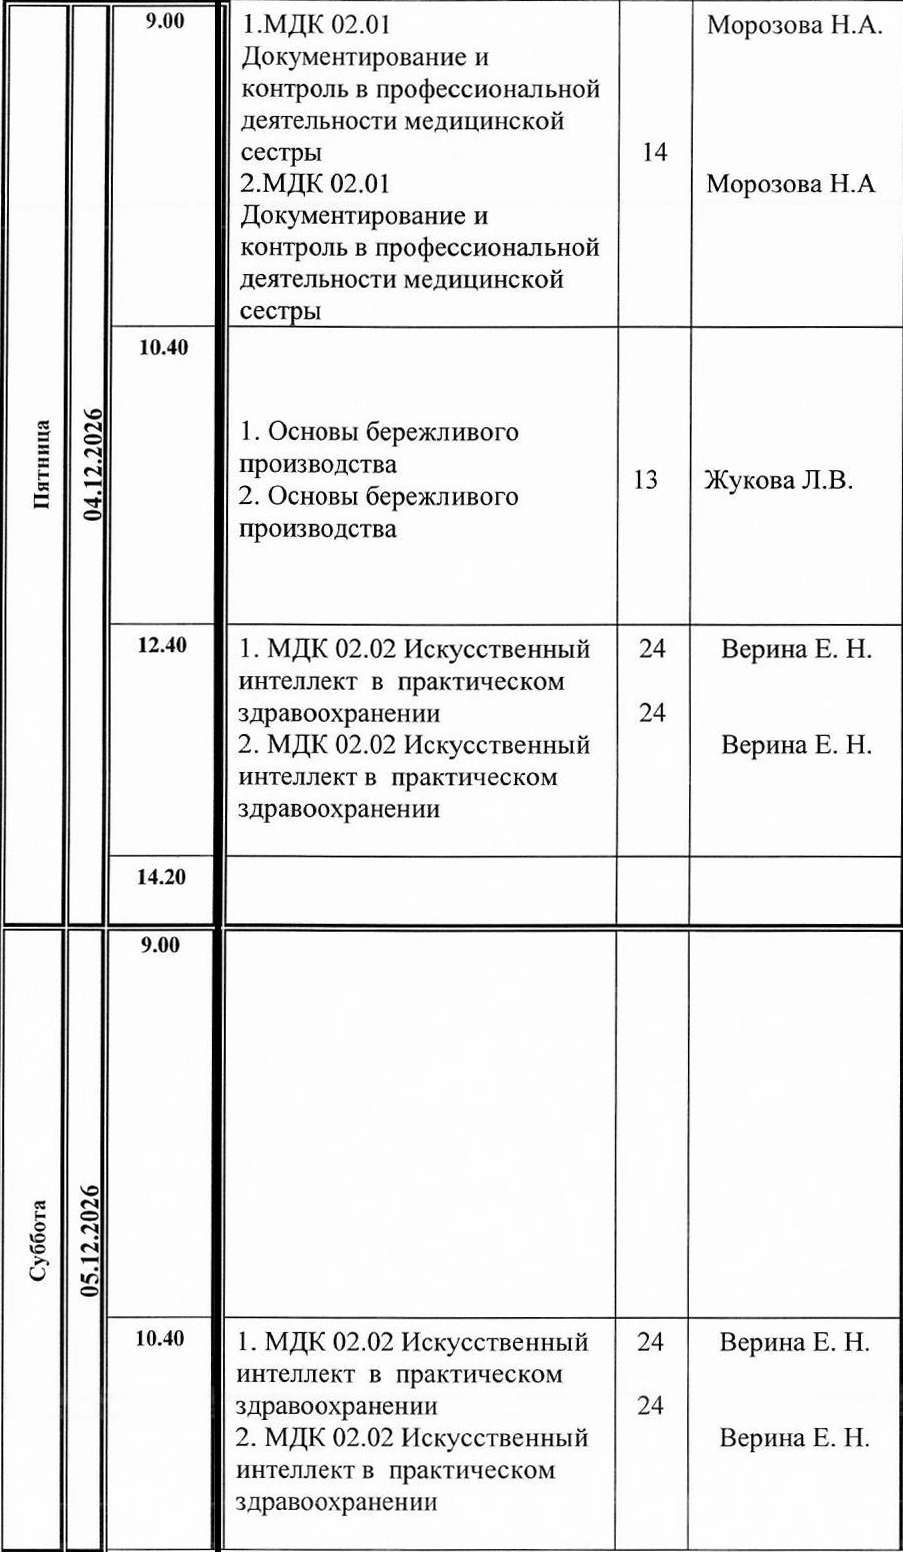 Пятница
04.12.2026
9.00
1.МДК 02.01
Документирование и
контроль в профессиональной
деятельности медицинской
сестры
2.МДК 02.01
Документирование и
контроль в профессиональной
деятельности медицинской
сестры
14
Морозова Н.А.
Морозова Н.А
10.40
1. Основы бережливого
производства
2. Основы бережливого
производства
13
Жукова Л.В.
12.40
1. МДК 02.02 Искусственный
интеллект в практическом
здравоохранении
2. МДК 02.02 Искусственный
интеллект в практическом
здравоохранении
24
24
Верина Е. Н.
Верина Е. Н.
14.20
Суббота
05.12.2026
9.00
10.40
1. МДК 02.02 Искусственный
интеллект в практическом
здравоохранении
2. МДК 02.02 Искусственный
интеллект в практическом
здравоохранении
24
24
Верина Е. Н.
Верина Е. Н.